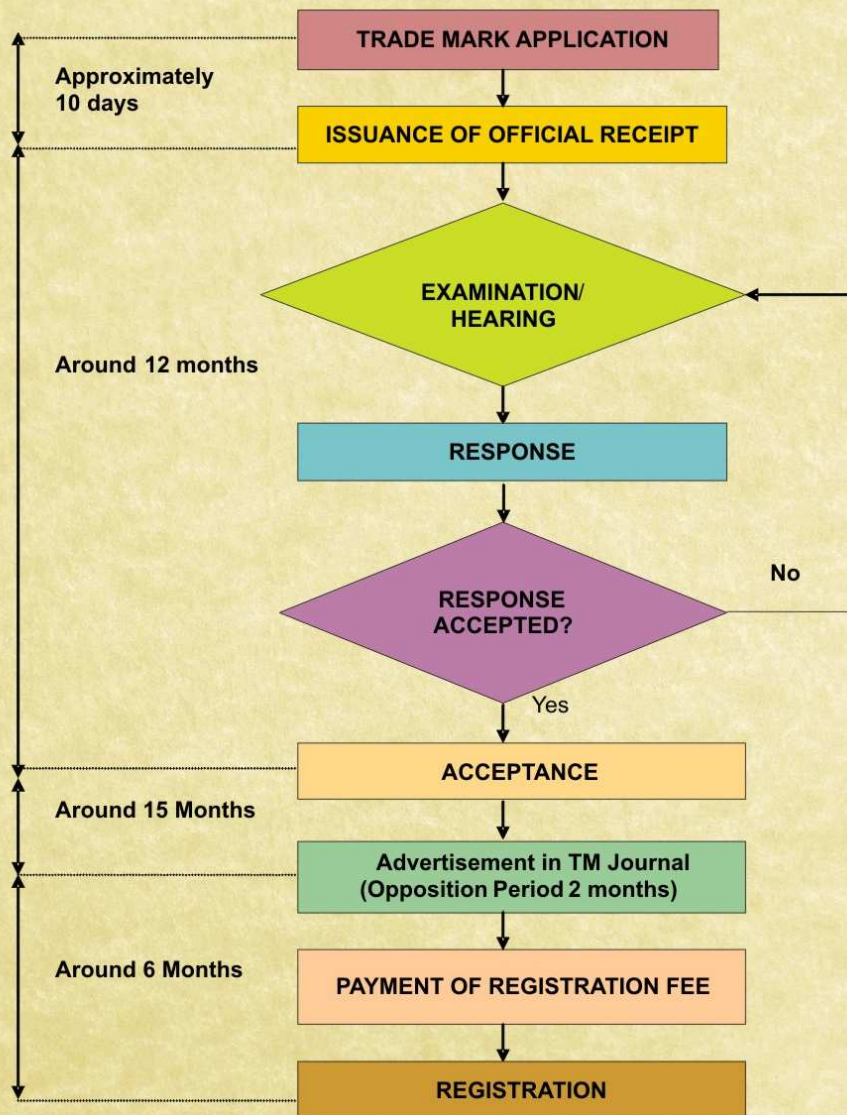 TRADE MARK APPLICATION
Approximately
10 days
ISSUANCE OF OFFICIAL RECEIPT
EXAMINATION/
HEARING
Around 12 months
RESPONSE
RESPONSE
ACCEPTED?
No
Yes
ACCEPTANCE
Around 15 Months
Advertisement in TM Journal
(Opposition Period 2 months)
Around 6 Months
PAYMENT OF REGISTRATION FEE
REGISTRATION